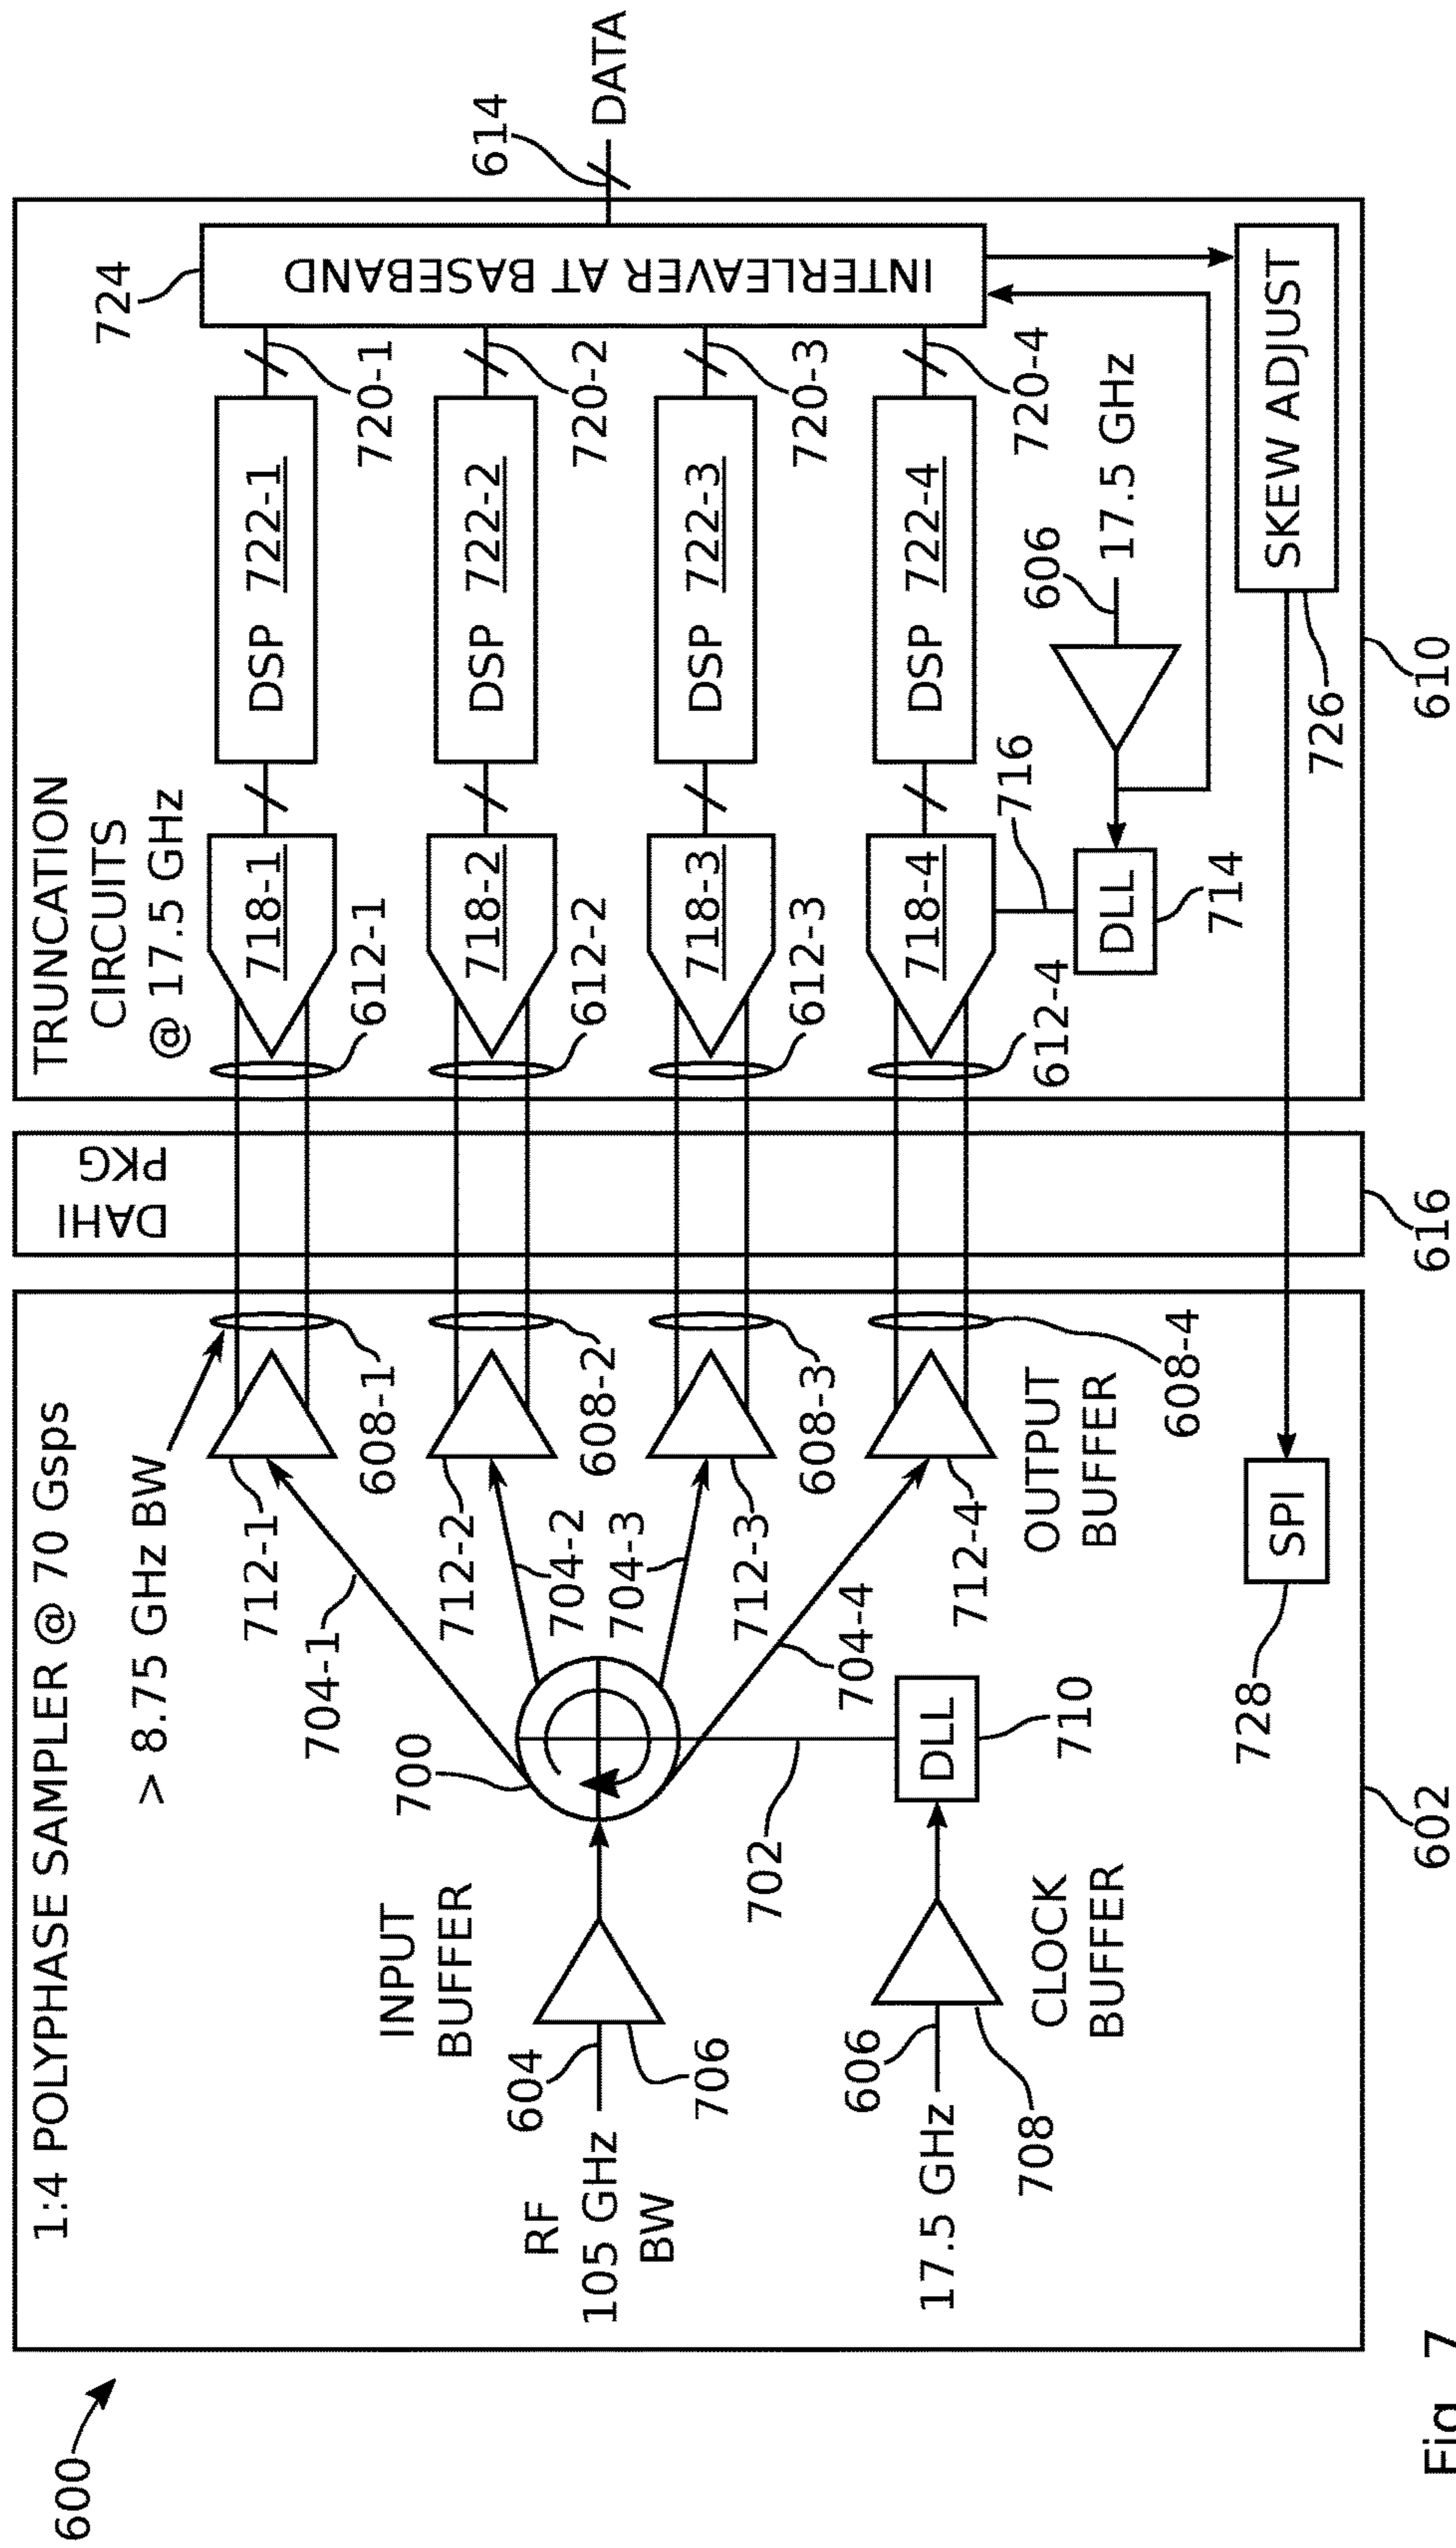 600
1:4 POLYPHASE SAMPLER @ 70 Gsps
> 8.75 GHz BW
RF
105 GHz
BW
604
706
INPUT
BUFFER
700
704-1
704-2
704-3
704-4
702
17.5 GHz
606
708
CLOCK
BUFFER
DLL
710
712-1
712-2
712-3
712-4
OUTPUT
BUFFER
608-1
608-2
608-3
608-4
SPI
728
602
DAHI
PKG
616
TRUNCATION
CIRCUITS
@ 17.5 GHz
612-1
612-2
612-3
612-4
718-1
718-2
718-3
718-4
DSP 722-1
DSP 722-2
DSP 722-3
DSP 722-4
720-1
720-2
720-3
720-4
724
INTERLEAVER AT BASEBAND
614
DATA
716
DLL
714
606
17.5 GHz
SKEW ADJUST
726
610
Fig. 7